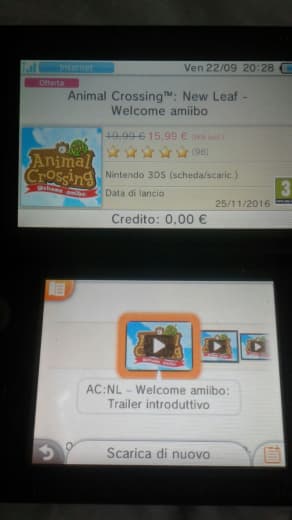 Internet
Ven 22/09 20:28
Offerta
Animal Crossing™: New Leaf -
Welcome amiibo
19.99 € 15.99 €
(98)
Animal
Crossing
Welcome amiibo
Nintendo 3DS (scheda/scaric.)
Data di lancio
25/11/2016
3
Credito: 0,00 €
AC:NL - Welcome amiibo:
Trailer introduttivo
Scarica di nuovo